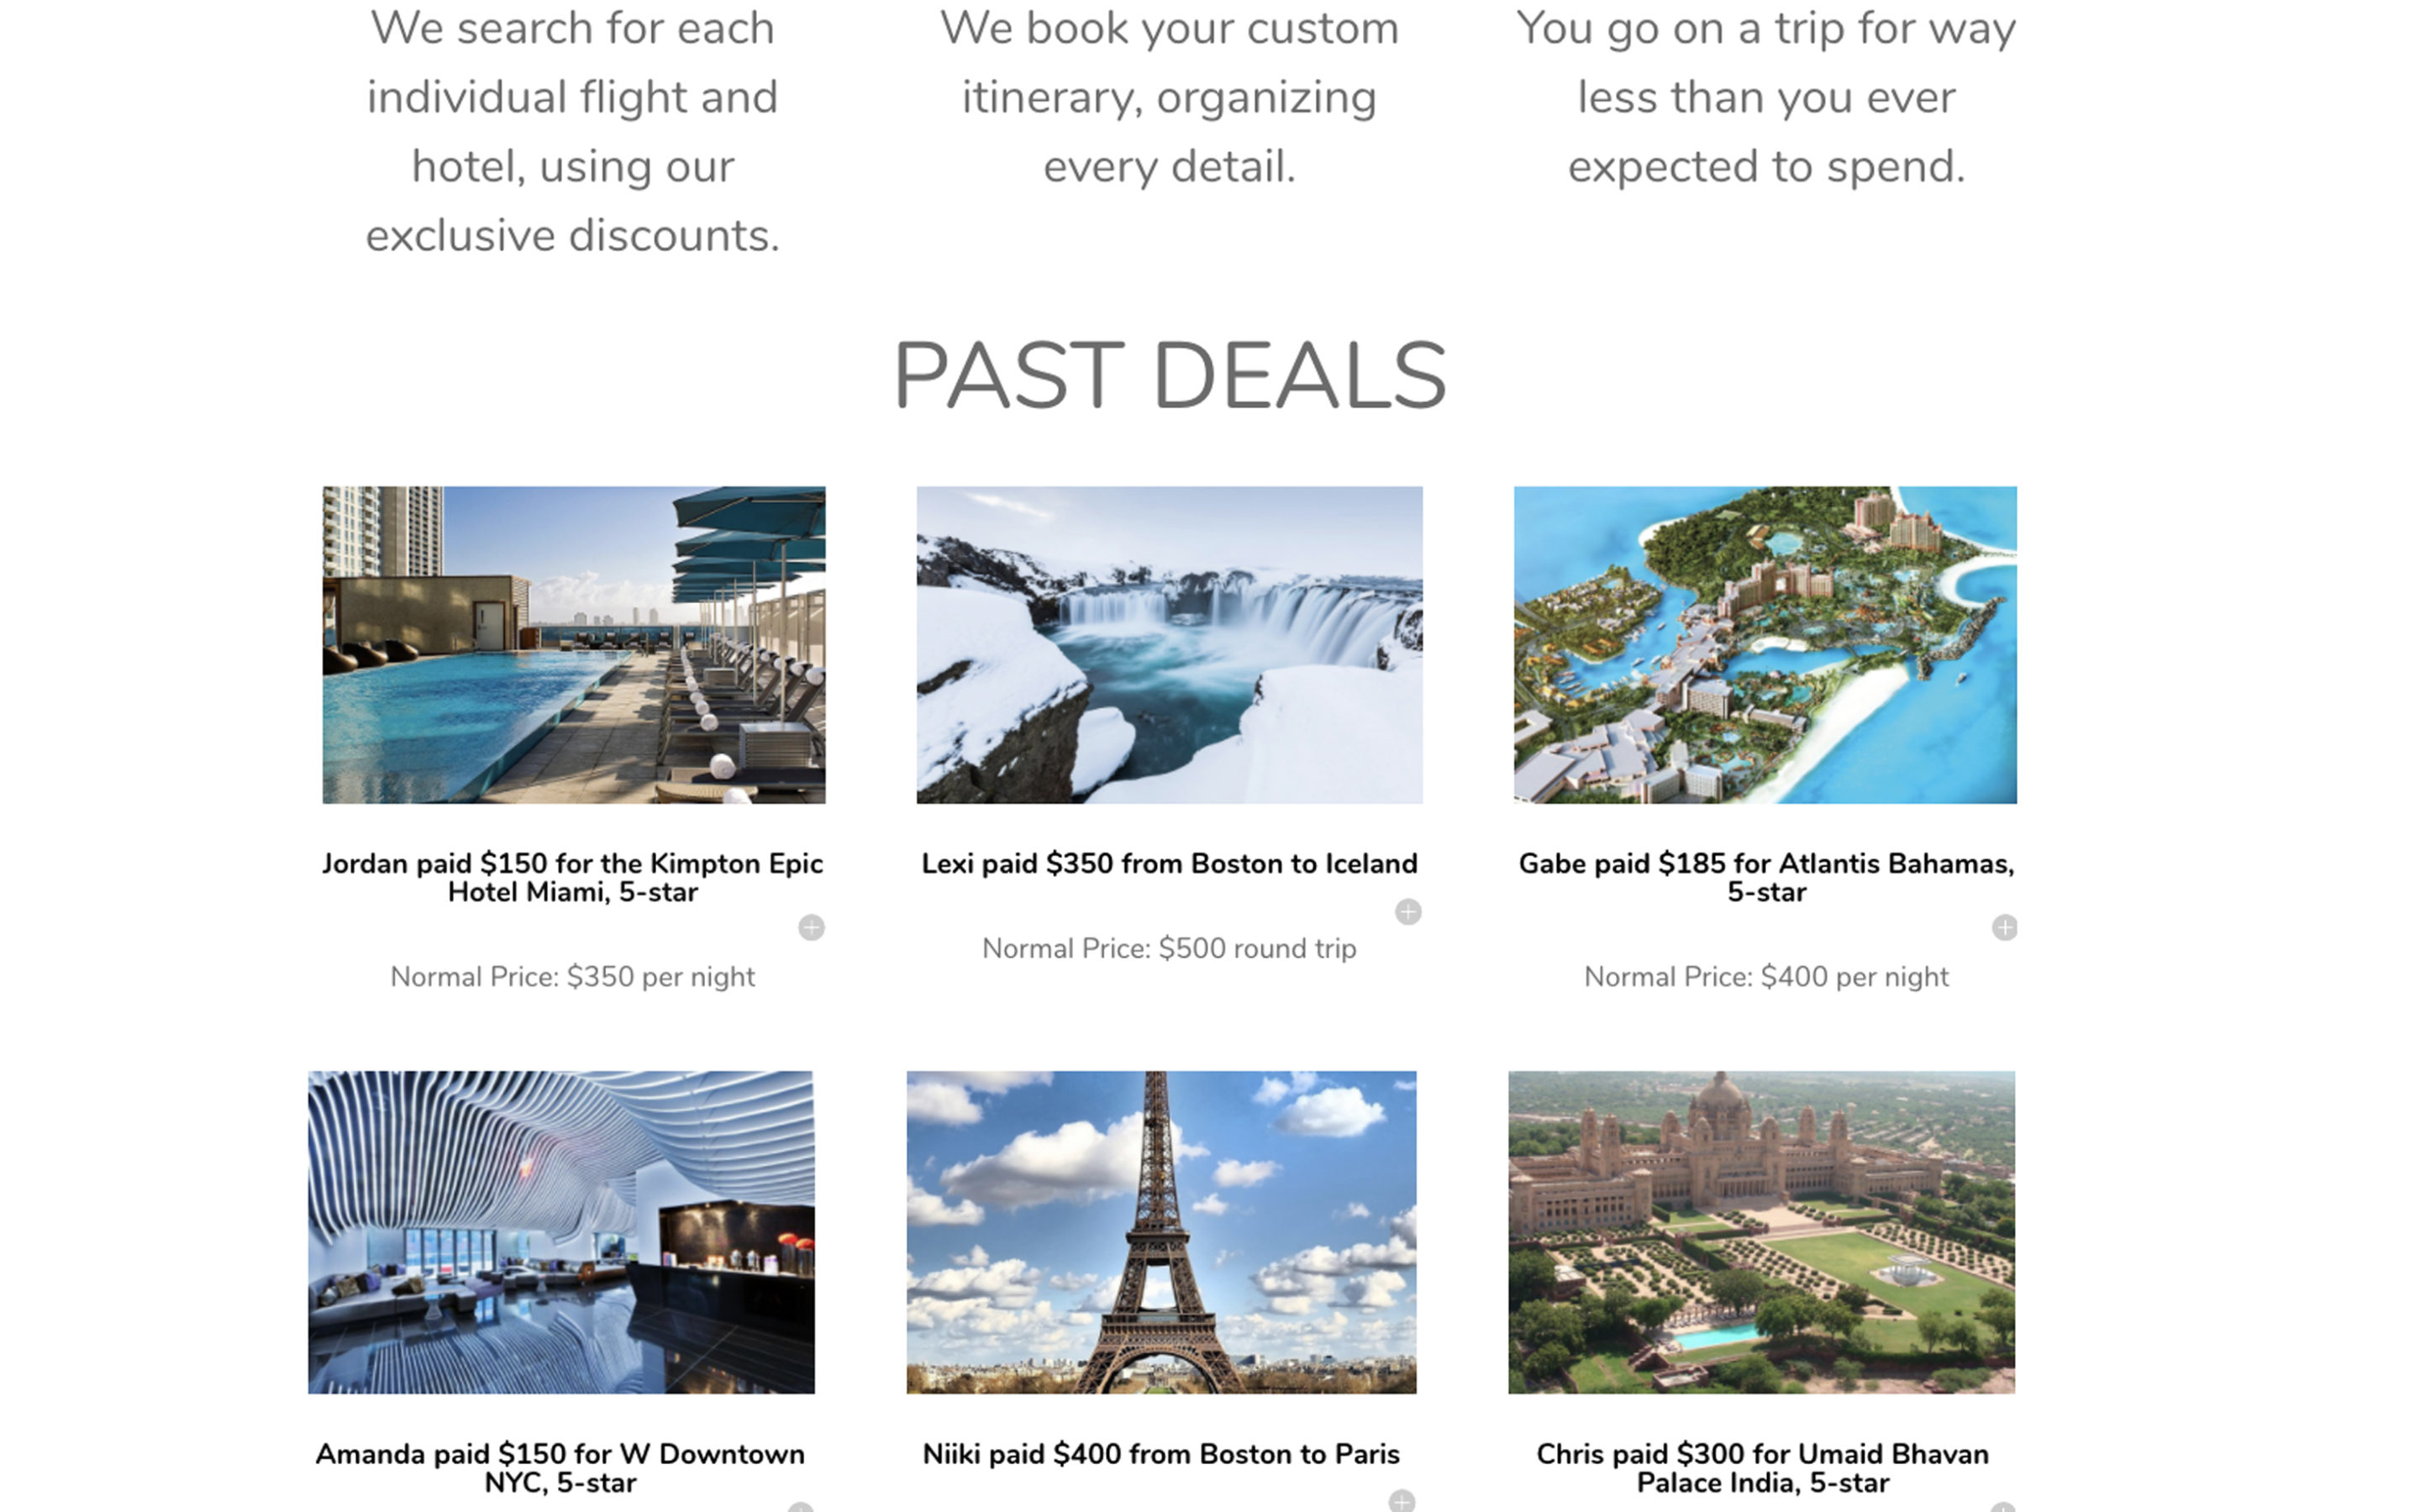 We search for each
individual flight and
hotel, using our
exclusive discounts.
We book your custom
itinerary, organizing
every detail.
You go on a trip for way
less than you ever
expected to spend.
PAST DEALS
Jordan paid $150 for the Kimpton Epic
Hotel Miami, 5-star
Normal Price: $350 per night
Lexi paid $350 from Boston to Iceland
Normal Price: $500 round trip
Gabe paid $185 for Atlantis Bahamas,
5-star
Normal Price: $400 per night
Amanda paid $150 for W Downtown
NYC, 5-star
Niiki paid $400 from Boston to Paris
Chris paid $300 for Umaid Bhavan
Palace India, 5-star